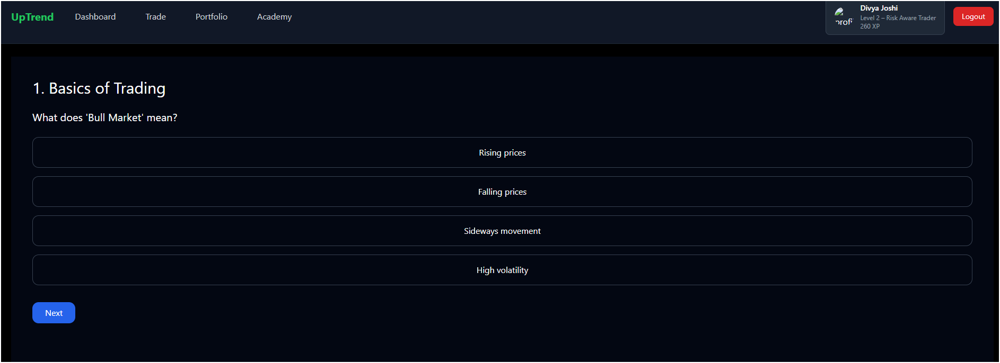 UpTrend Dashboard Trade Portfolio Academy
profi
Divya Joshi
Level 2 – Risk Aware Trader
260 XP
Logout
1. Basics of Trading
What does 'Bull Market' mean?
Rising prices
Falling prices
Sideways movement
High volatility
Next